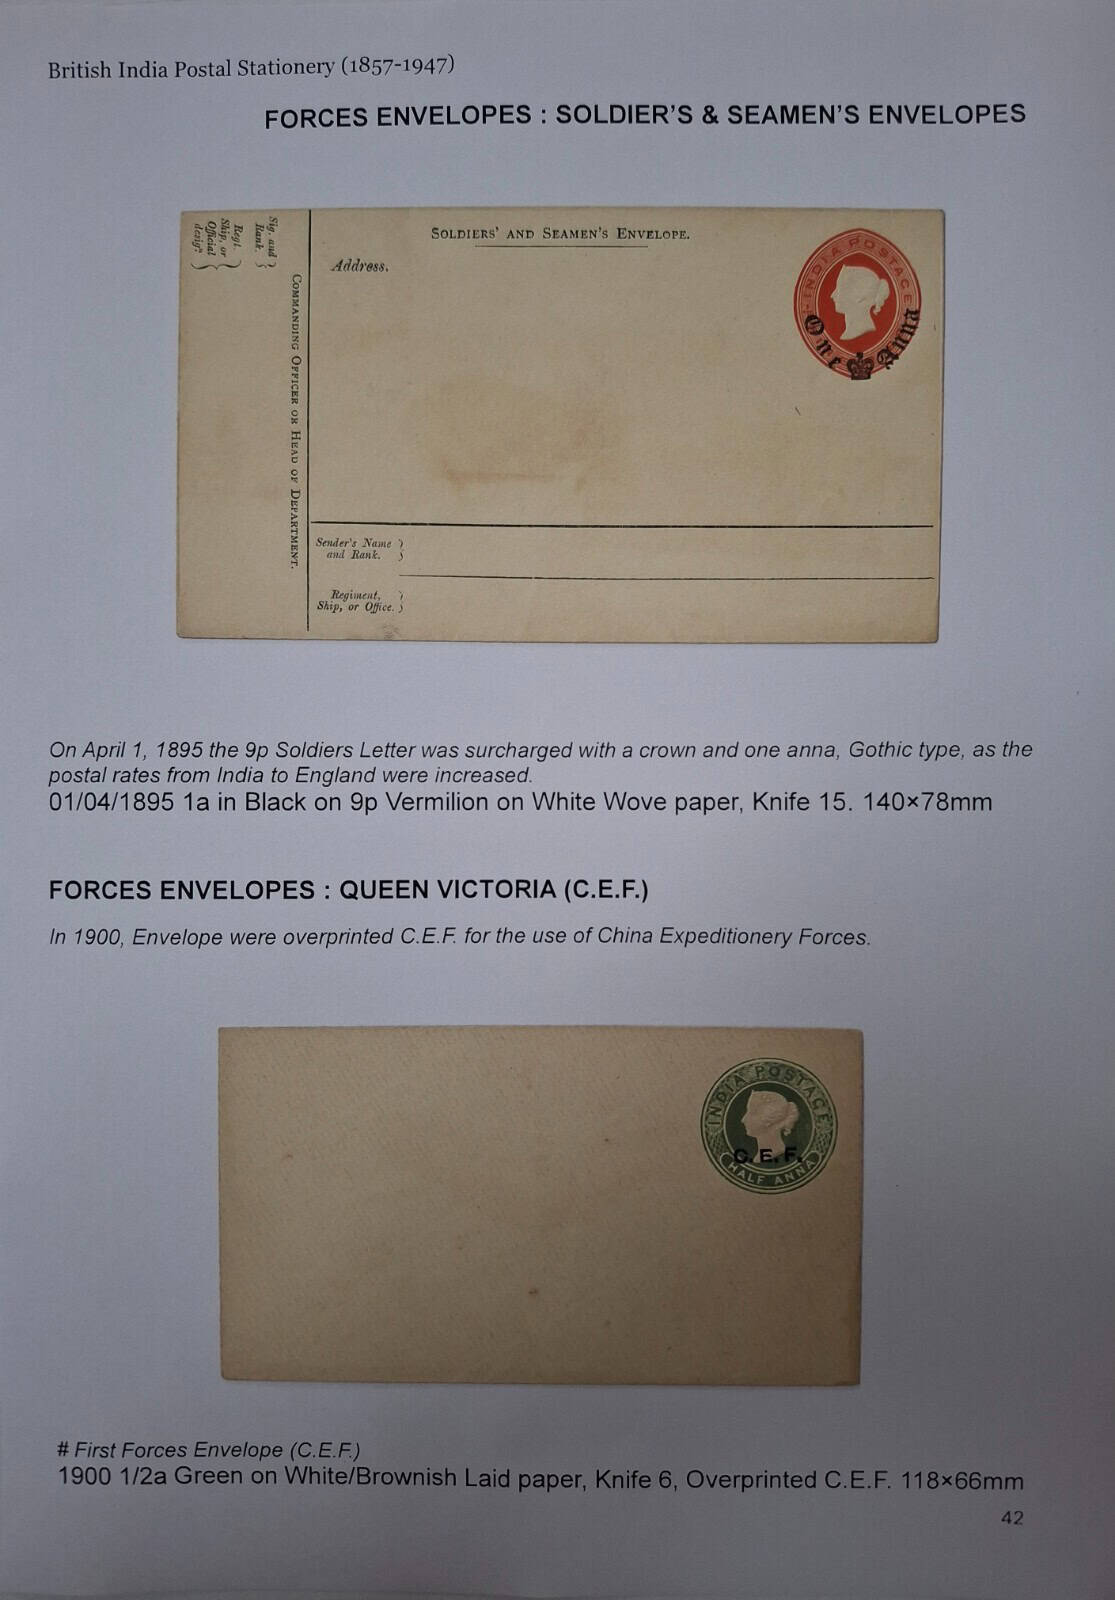 British India Postal Stationery (1857-1947)
FORCES ENVELOPES : SOLDIER'S & SEAMEN'S ENVELOPES
Sig. and
Rank.
Regt.
Ship, or
Official
design
COMMANDING OFFICER OR HEAD OF DEPARTMENT.
SOLDIERS' AND SEAMEN'S ENVELOPE.
Address.
INDIA POSTAGE
One Anna
Sender's Name
and Rank.
Regiment,
Ship, or Office.
On April 1, 1895 the 9p Soldiers Letter was surcharged with a crown and one anna, Gothic type, as the
postal rates from India to England were increased.
01/04/1895 1a in Black on 9p Vermilion on White Wove paper, Knife 15. 140×78mm
FORCES ENVELOPES : QUEEN VICTORIA (C.E.F.)
In 1900, Envelope were overprinted C.E.F. for the use of China Expeditionery Forces.
INDIA POSTAGE
C.E.F.
HALF ANNA
# First Forces Envelope (C.E.F.)
1900 1/2a Green on White/Brownish Laid paper, Knife 6, Overprinted C.E.F. 118×66mm
42